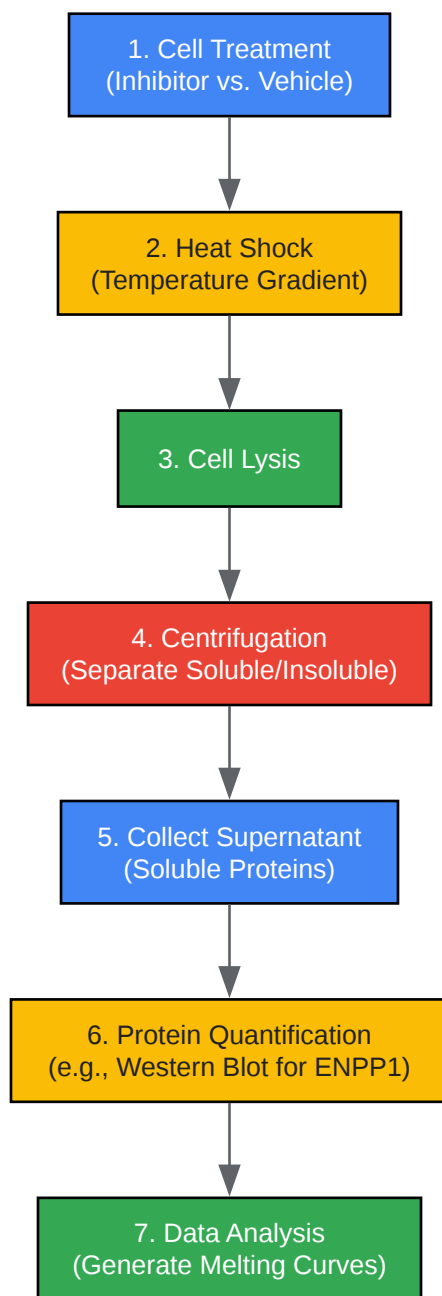 1. Cell Treatment
(Inhibitor vs. Vehicle)
2. Heat Shock
(Temperature Gradient)
3. Cell Lysis
4. Centrifugation
(Separate Soluble/Insoluble)
5. Collect Supernatant
(Soluble Proteins)
6. Protein Quantification
(e.g., Western Blot for ENPP1)
7. Data Analysis
(Generate Melting Curves)